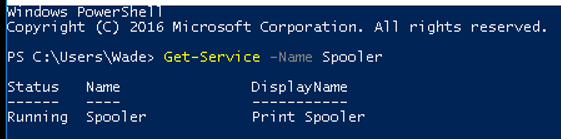 Windows PowerShell
Copyright (C) 2016 Microsoft Corporation. All rights reserved.
PS C:\Users\Wade> Get-Service -Name Spooler
Status   Name               DisplayName
------   ----               -----------
Running  Spooler            Print Spooler